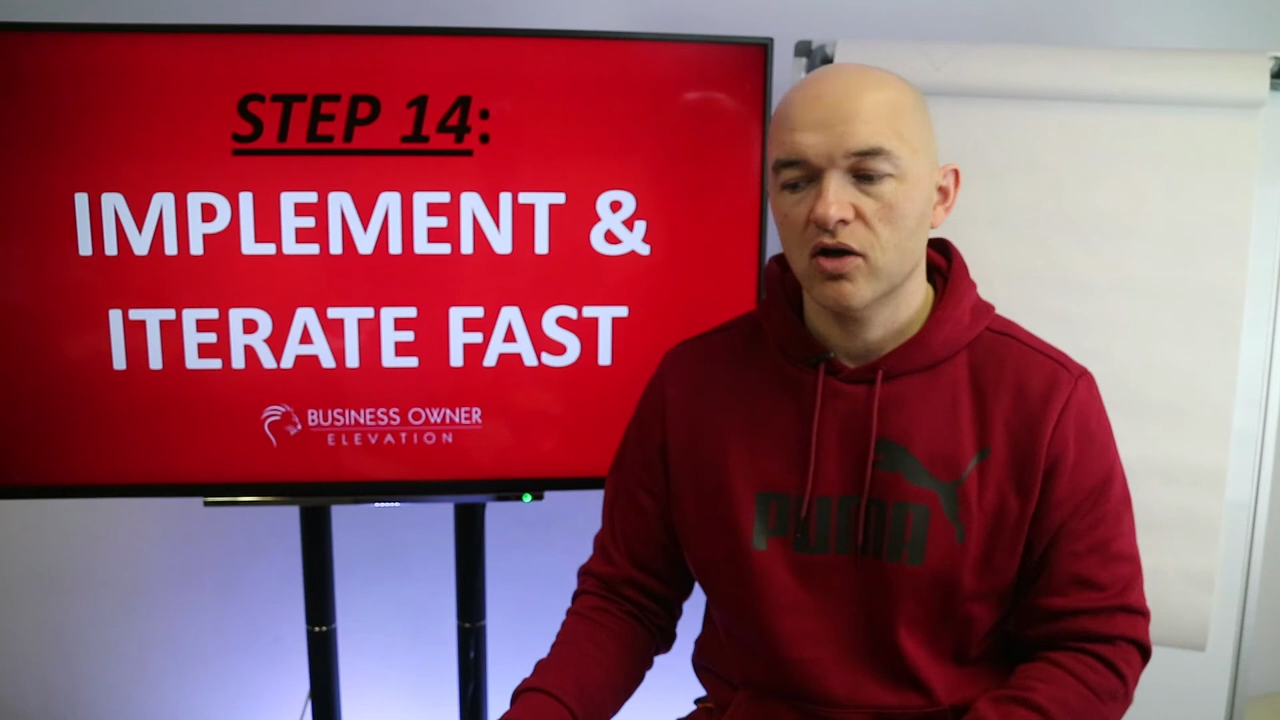 STEP 14:
IMPLEMENT &
ITERATE FAST
BUSINESS OWNER
ELEVATION
PUMA